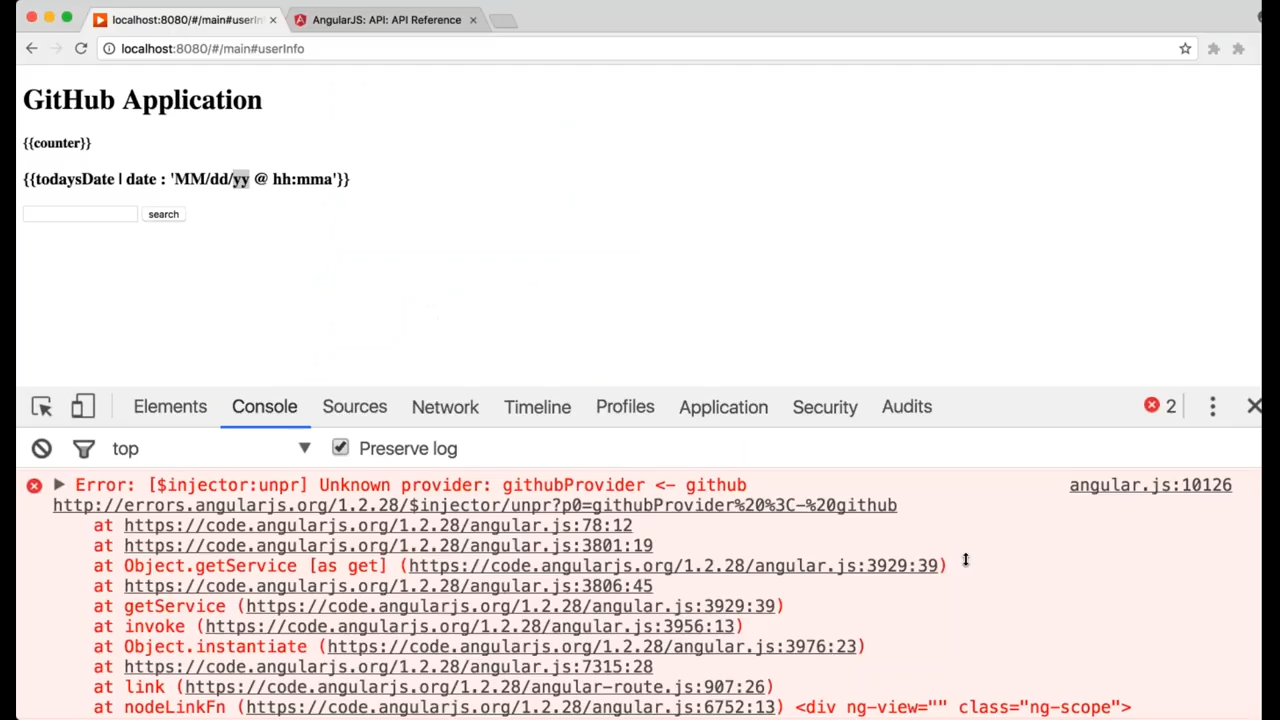 localhost:8080/#/main#userIn
AngularJS: API: API Reference
localhost:8080/#/main#userInfo
GitHub Application
{{counter}}
{{todaysDate | date : 'MM/dd/yy @ hh:mma'}}
search
Elements Console Sources Network Timeline Profiles Application Security Audits 2
top Preserve log
Error: [$injector:unpr] Unknown provider: githubProvider <- github angular.js:10126
http://errors.angularjs.org/1.2.28/$injector/unpr?p0=githubProvider%20%3C-%20github
at https://code.angularjs.org/1.2.28/angular.js:78:12
at https://code.angularjs.org/1.2.28/angular.js:3801:19
at Object.getService [as get] (https://code.angularjs.org/1.2.28/angular.js:3929:39)
at https://code.angularjs.org/1.2.28/angular.js:3806:45
at getService (https://code.angularjs.org/1.2.28/angular.js:3929:39)
at invoke (https://code.angularjs.org/1.2.28/angular.js:3956:13)
at Object.instantiate (https://code.angularjs.org/1.2.28/angular.js:3976:23)
at https://code.angularjs.org/1.2.28/angular.js:7315:28
at link (https://code.angularjs.org/1.2.28/angular-route.js:907:26)
at nodeLinkFn (https://code.angularjs.org/1.2.28/angular.js:6752:13) <div ng-view="" class="ng-scope">